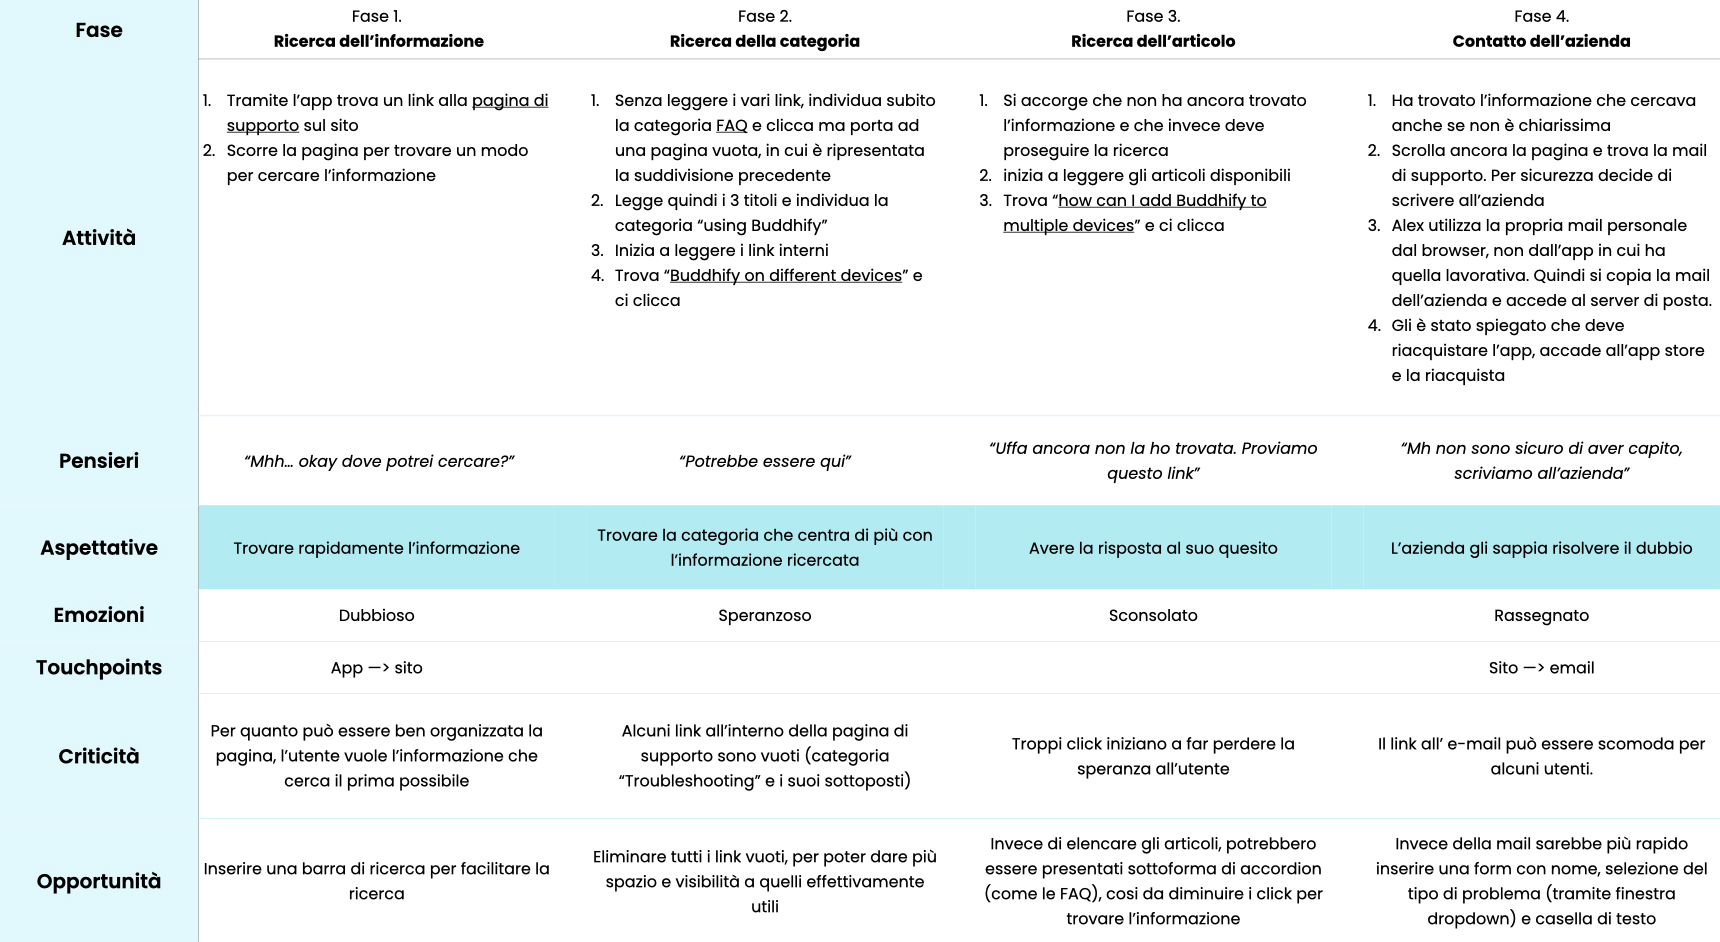 Fase
Fase 1.
Ricerca dell’informazione
Fase 2.
Ricerca della categoria
Fase 3.
Ricerca dell’articolo
Fase 4.
Contatto dell’azienda
Attività
1. Tramite l’app trova un link alla pagina di
supporto sul sito
2. Scorre la pagina per trovare un modo
per cercare l’informazione
1. Senza leggere i vari link, individua subito
la categoria FAQ e clicca ma porta ad
una pagina vuota, in cui è ripresentata
la suddivisione precedente
2. Legge quindi i 3 titoli e individua la
categoria “using Buddhify”
3. Inizia a leggere i link interni
4. Trova “Buddhify on different devices” e
ci clicca
1. Si accorge che non ha ancora trovato
l’informazione e che invece deve
proseguire la ricerca
2. inizia a leggere gli articoli disponibili
3. Trova “how can I add Buddhify to
multiple devices” e ci clicca
1. Ha trovato l’informazione che cercava
anche se non è chiarissima
2. Scrolla ancora la pagina e trova la mail
di supporto. Per sicurezza decide di
scrivere all’azienda
3. Alex utilizza la propria mail personale
dal browser, non dall’app in cui ha
quella lavorativa. Quindi si copia la mail
dell’azienda e accede al server di posta.
4. Gli è stato spiegato che deve
riacquistare l’app, accade all’app store
e la riacquista
Pensieri
“Mhh... okay dove potrei cercare?”
“Potrebbe essere qui”
“Uffa ancora non la ho trovata. Proviamo
questo link”
“Mh non sono sicuro di aver capito,
scriviamo all’azienda”
Aspettative
Trovare rapidamente l’informazione
Trovare la categoria che centra di più con
l’informazione ricercata
Avere la risposta al suo quesito
L’azienda gli sappia risolvere il dubbio
Emozioni
Dubbioso
Speranzoso
Sconsolato
Rassegnato
Touchpoints
App —> sito
Sito —> email
Criticità
Per quanto può essere ben organizzata la
pagina, l’utente vuole l’informazione che
cerca il prima possibile
Alcuni link all’interno della pagina di
supporto sono vuoti (categoria
“Troubleshooting” e i suoi sottoposti)
Troppi click iniziano a far perdere la
speranza all’utente
Il link all’ e-mail può essere scomoda per
alcuni utenti.
Opportunità
Inserire una barra di ricerca per facilitare la
ricerca
Eliminare tutti i link vuoti, per poter dare più
spazio e visibilità a quelli effettivamente
utili
Invece di elencare gli articoli, potrebbero
essere presentati sottoforma di accordion
(come le FAQ), cosi da diminuire i click per
trovare l’informazione
Invece della mail sarebbe più rapido
inserire una form con nome, selezione del
tipo di problema (tramite finestra
dropdown) e casella di testo